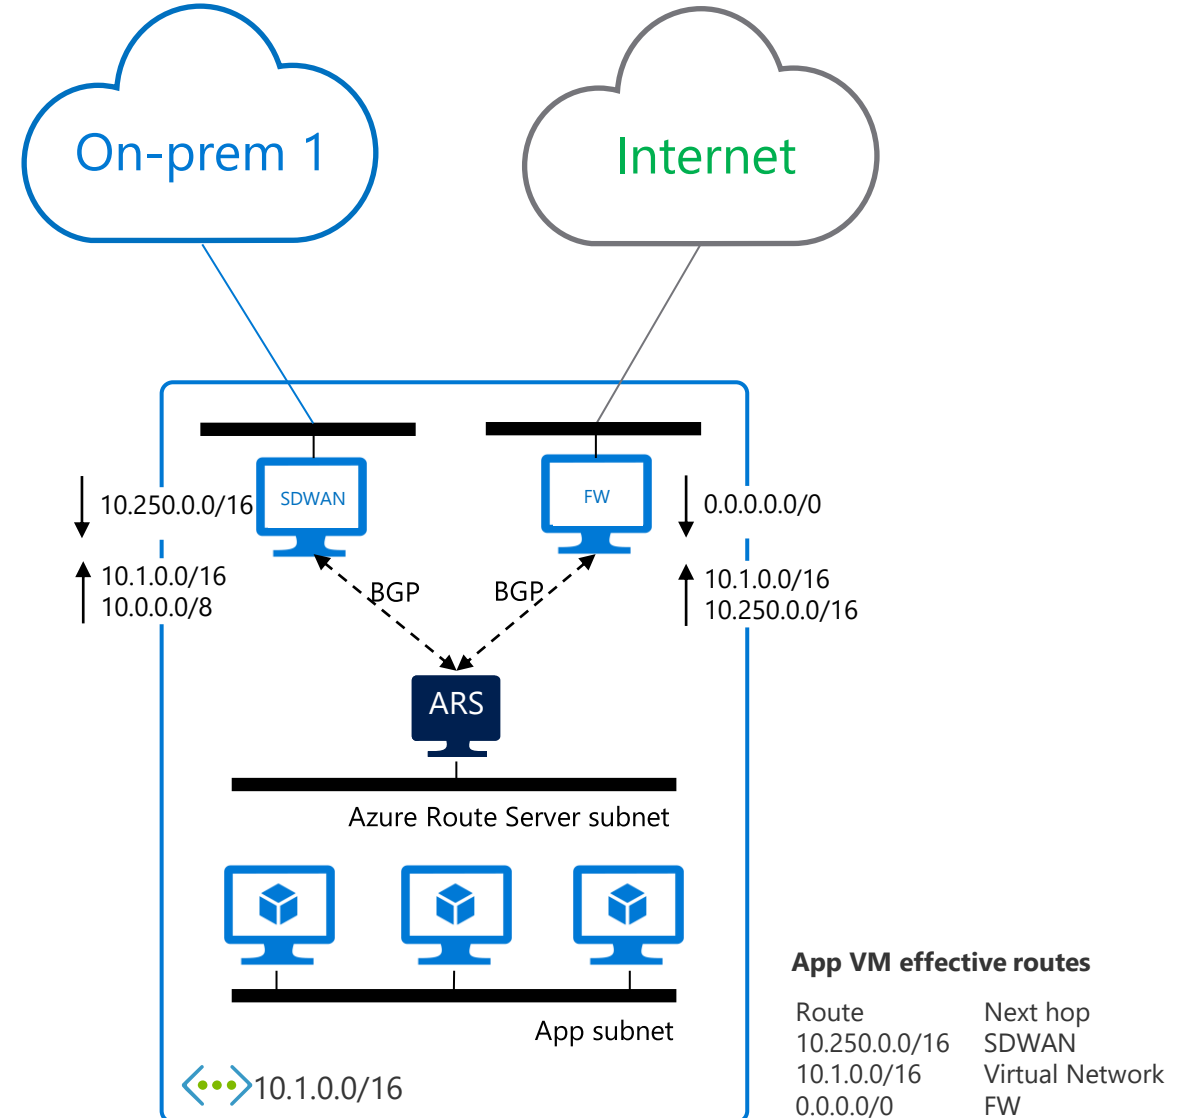 On-prem 1
Internet
SDWAN
FW
10.250.0.0/16
0.0.0.0.0/0
10.1.0.0/16
10.0.0.0/8
BGP
BGP
10.1.0.0/16
10.250.0.0/16
ARS
Azure Route Server subnet
App subnet
10.1.0.0/16
App VM effective routes
Route Next hop
10.250.0.0/16 SDWAN
10.1.0.0/16 Virtual Network
0.0.0.0/0 FW